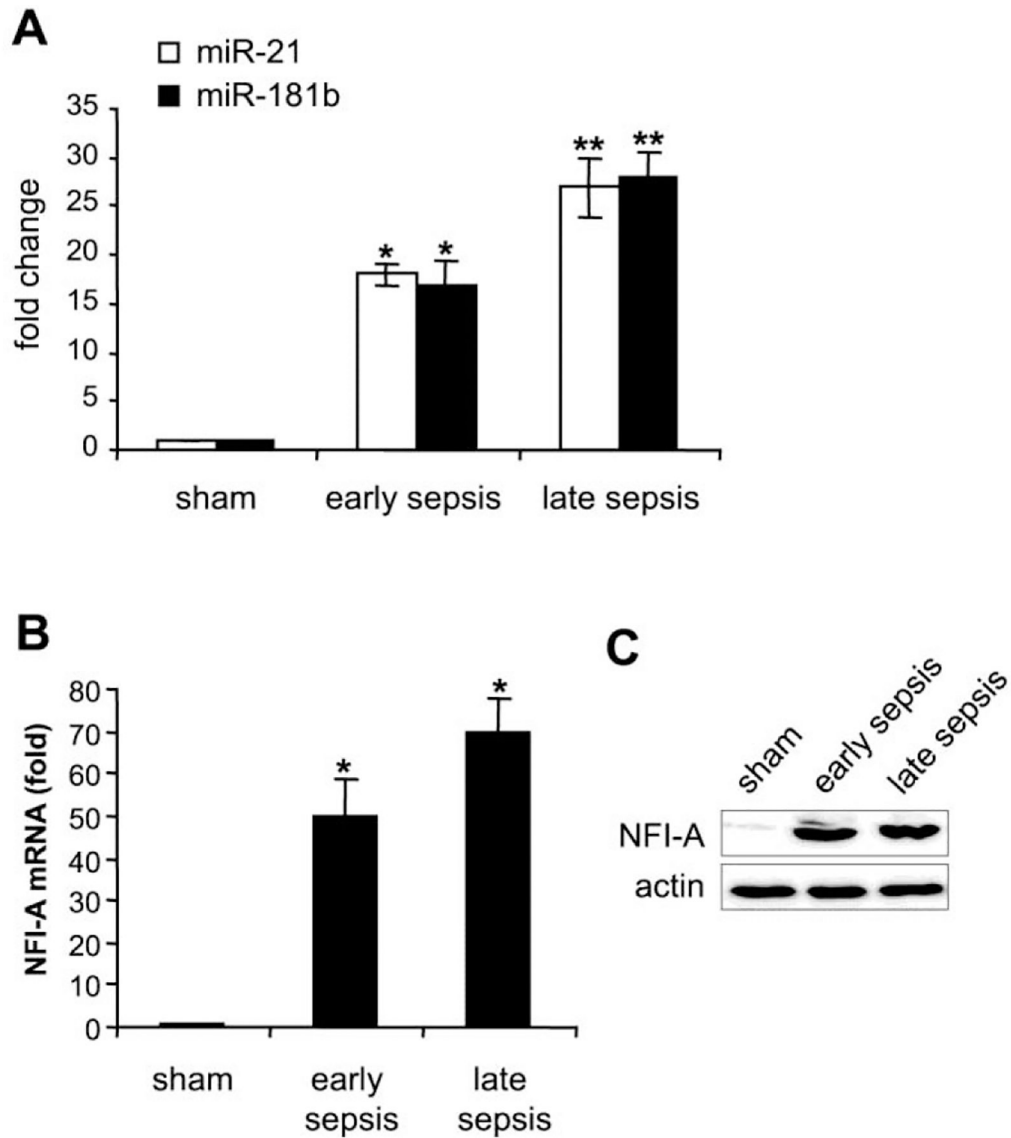 A
miR-21
miR-181b
35
30
25
20
15
10
5
0
fold change
* * ** **
sham early sepsis late sepsis
B
80
70
60
50
40
30
20
10
0
NFI-A mRNA (fold)
* *
sham early sepsis late sepsis
C
sham early sepsis late sepsis
NFI-A
actin